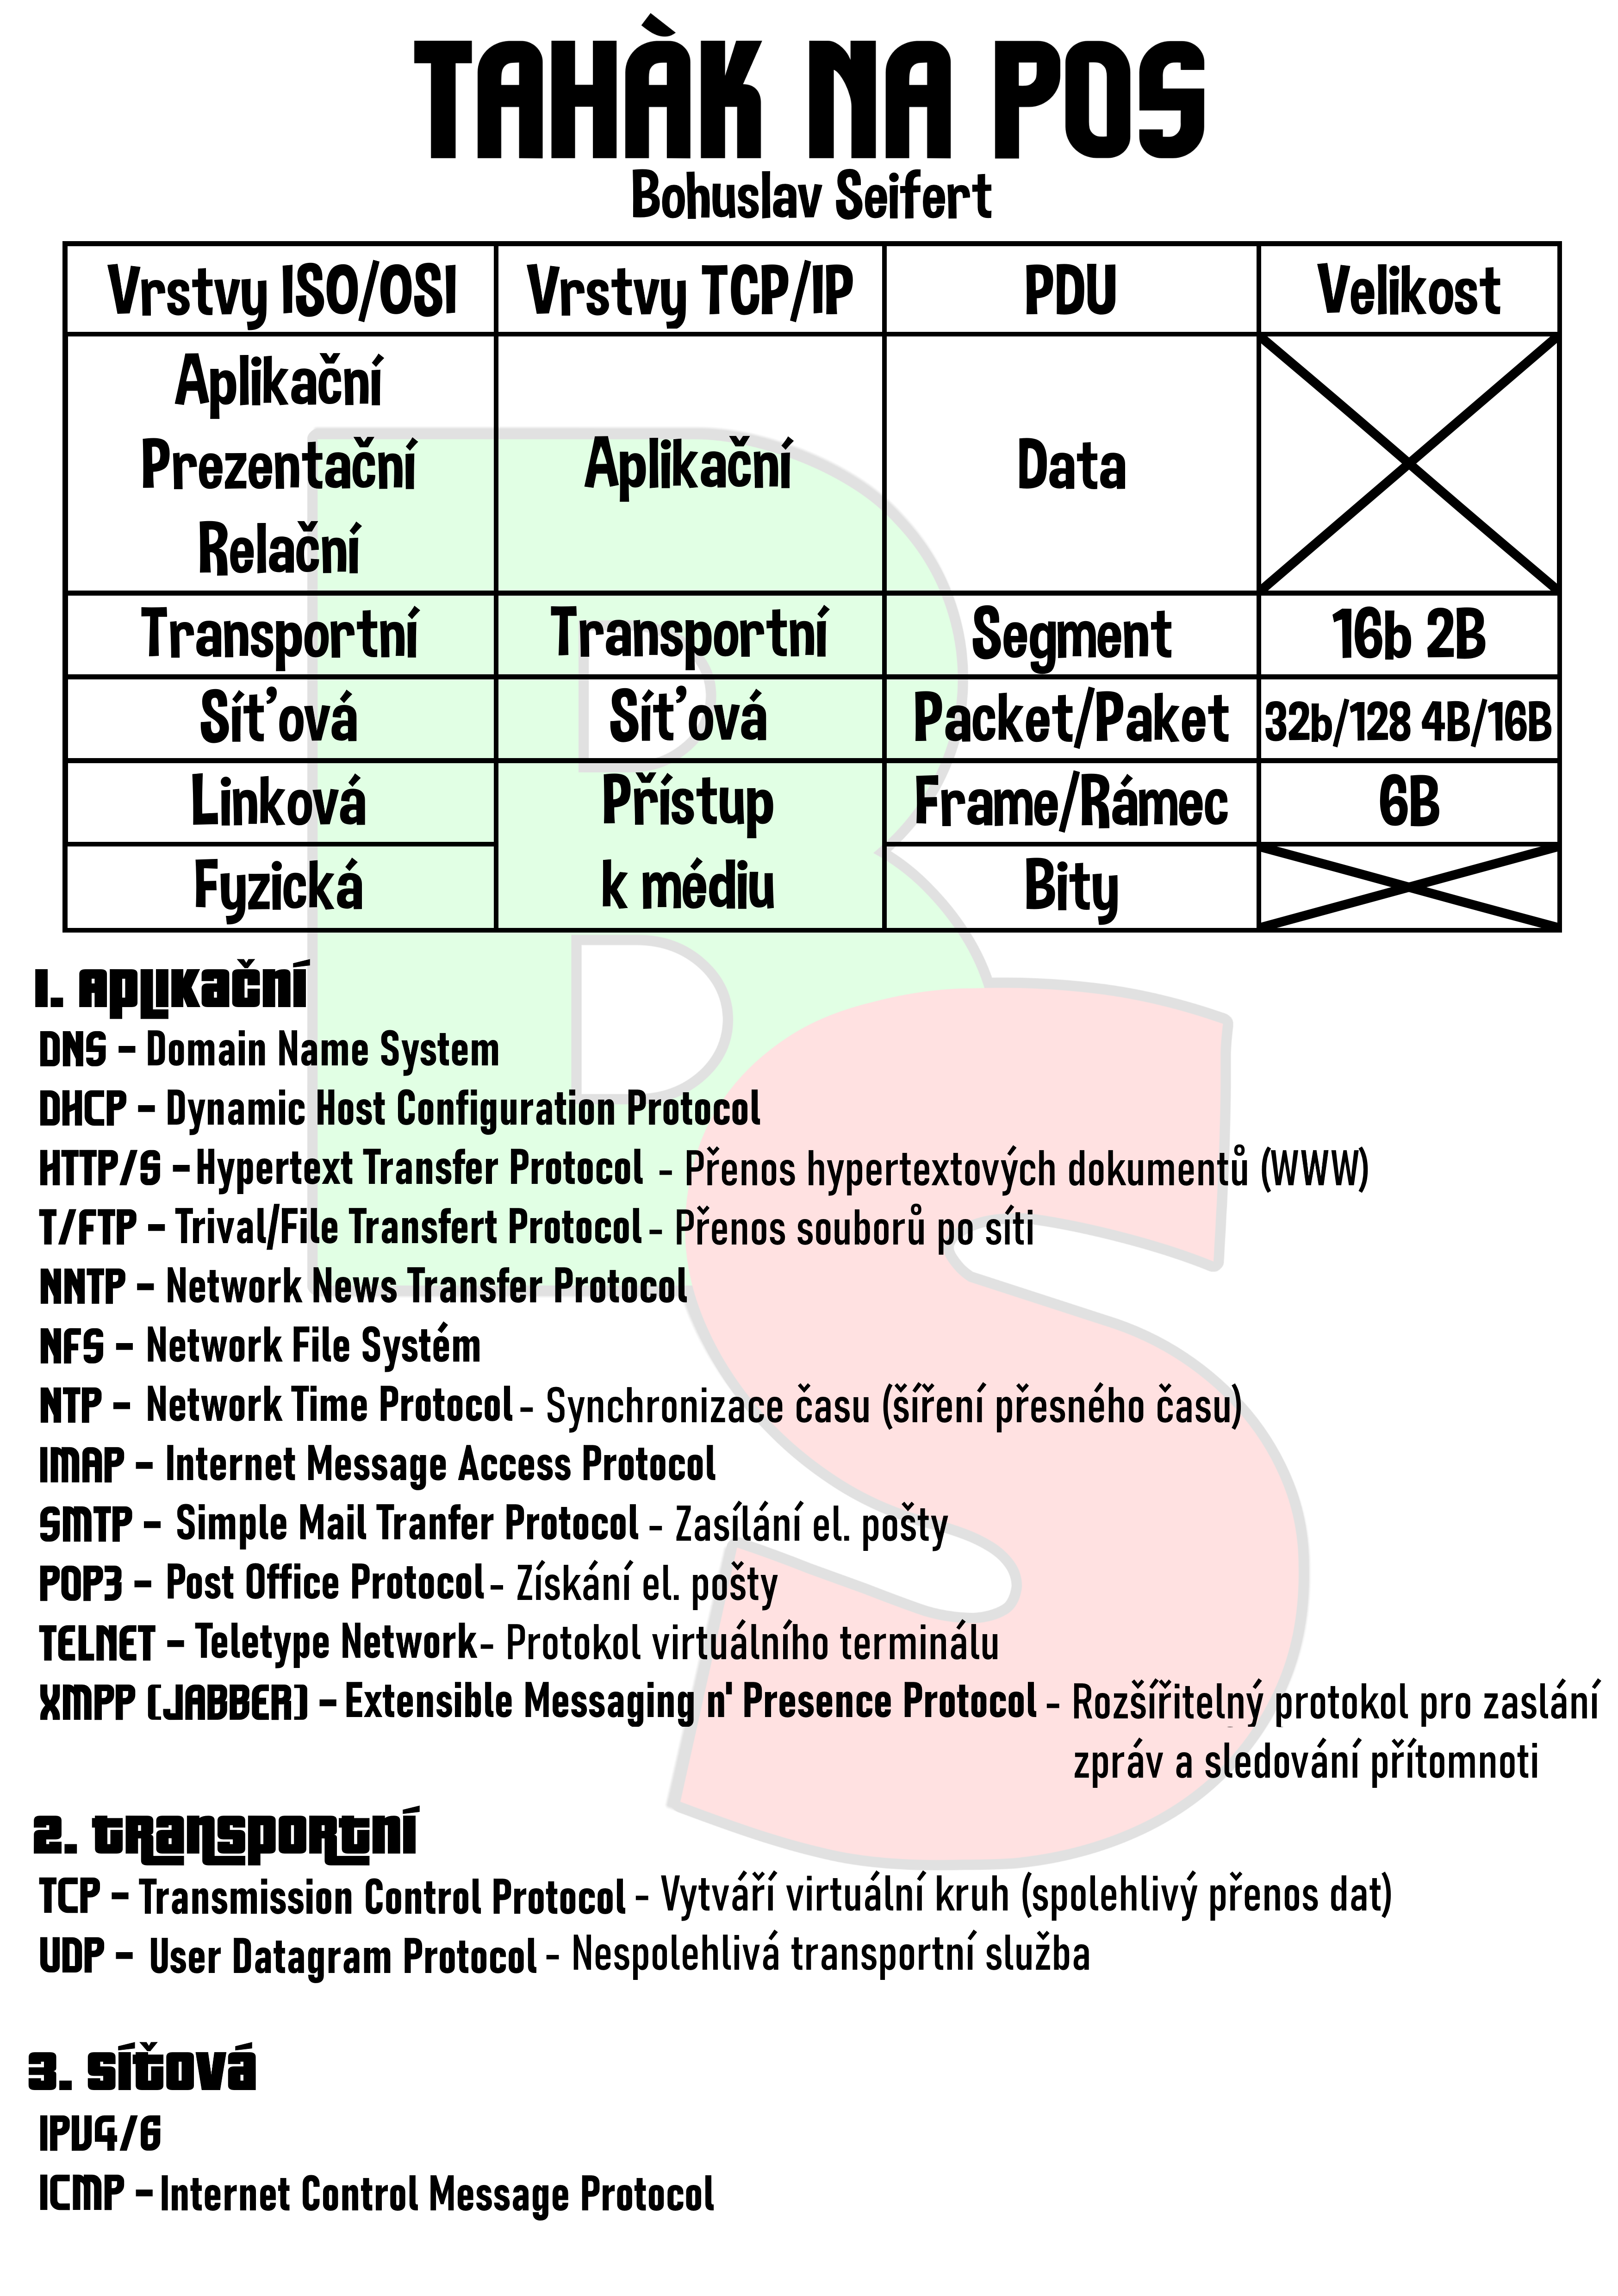 TAHÀK NA POS
Bohuslav Seifert
Vrstvy ISO/OSI Vrstvy TCP/IP PDU Velikost
Aplikační
Prezentační Aplikační Data
Relační
Transportní Transportní Segment 16b 2B
Síťová Síťová Packet/Paket 32b/128 4B/16B
Linková Přístup Frame/Rámec 6B
Fyzická k médiu Bity
1. Aplikační
DNS - Domain Name System
DHCP - Dynamic Host Configuration Protocol
HTTP/S - Hypertext Transfer Protocol - Přenos hypertextových dokumentů (WWW)
T/FTP - Trival/File Transfert Protocol - Přenos souborů po síti
NNTP - Network News Transfer Protocol
NFS - Network File Systém
NTP - Network Time Protocol - Synchronizace času (šíření přesného času)
IMAP - Internet Message Access Protocol
SMTP - Simple Mail Tranfer Protocol - Zasílání el. pošty
POP3 - Post Office Protocol - Získání el. pošty
TELNET - Teletype Network - Protokol virtuálního terminálu
XMPP (JABBER) - Extensible Messaging n' Presence Protocol - Rozšířitelný protokol pro zaslání
zpráv a sledování přítomnoti
2. transportní
TCP - Transmission Control Protocol - Vytváří virtuální kruh (spolehlivý přenos dat)
UDP - User Datagram Protocol - Nespolehlivá transportní služba
3. síťová
IPV4/6
ICMP - Internet Control Message Protocol